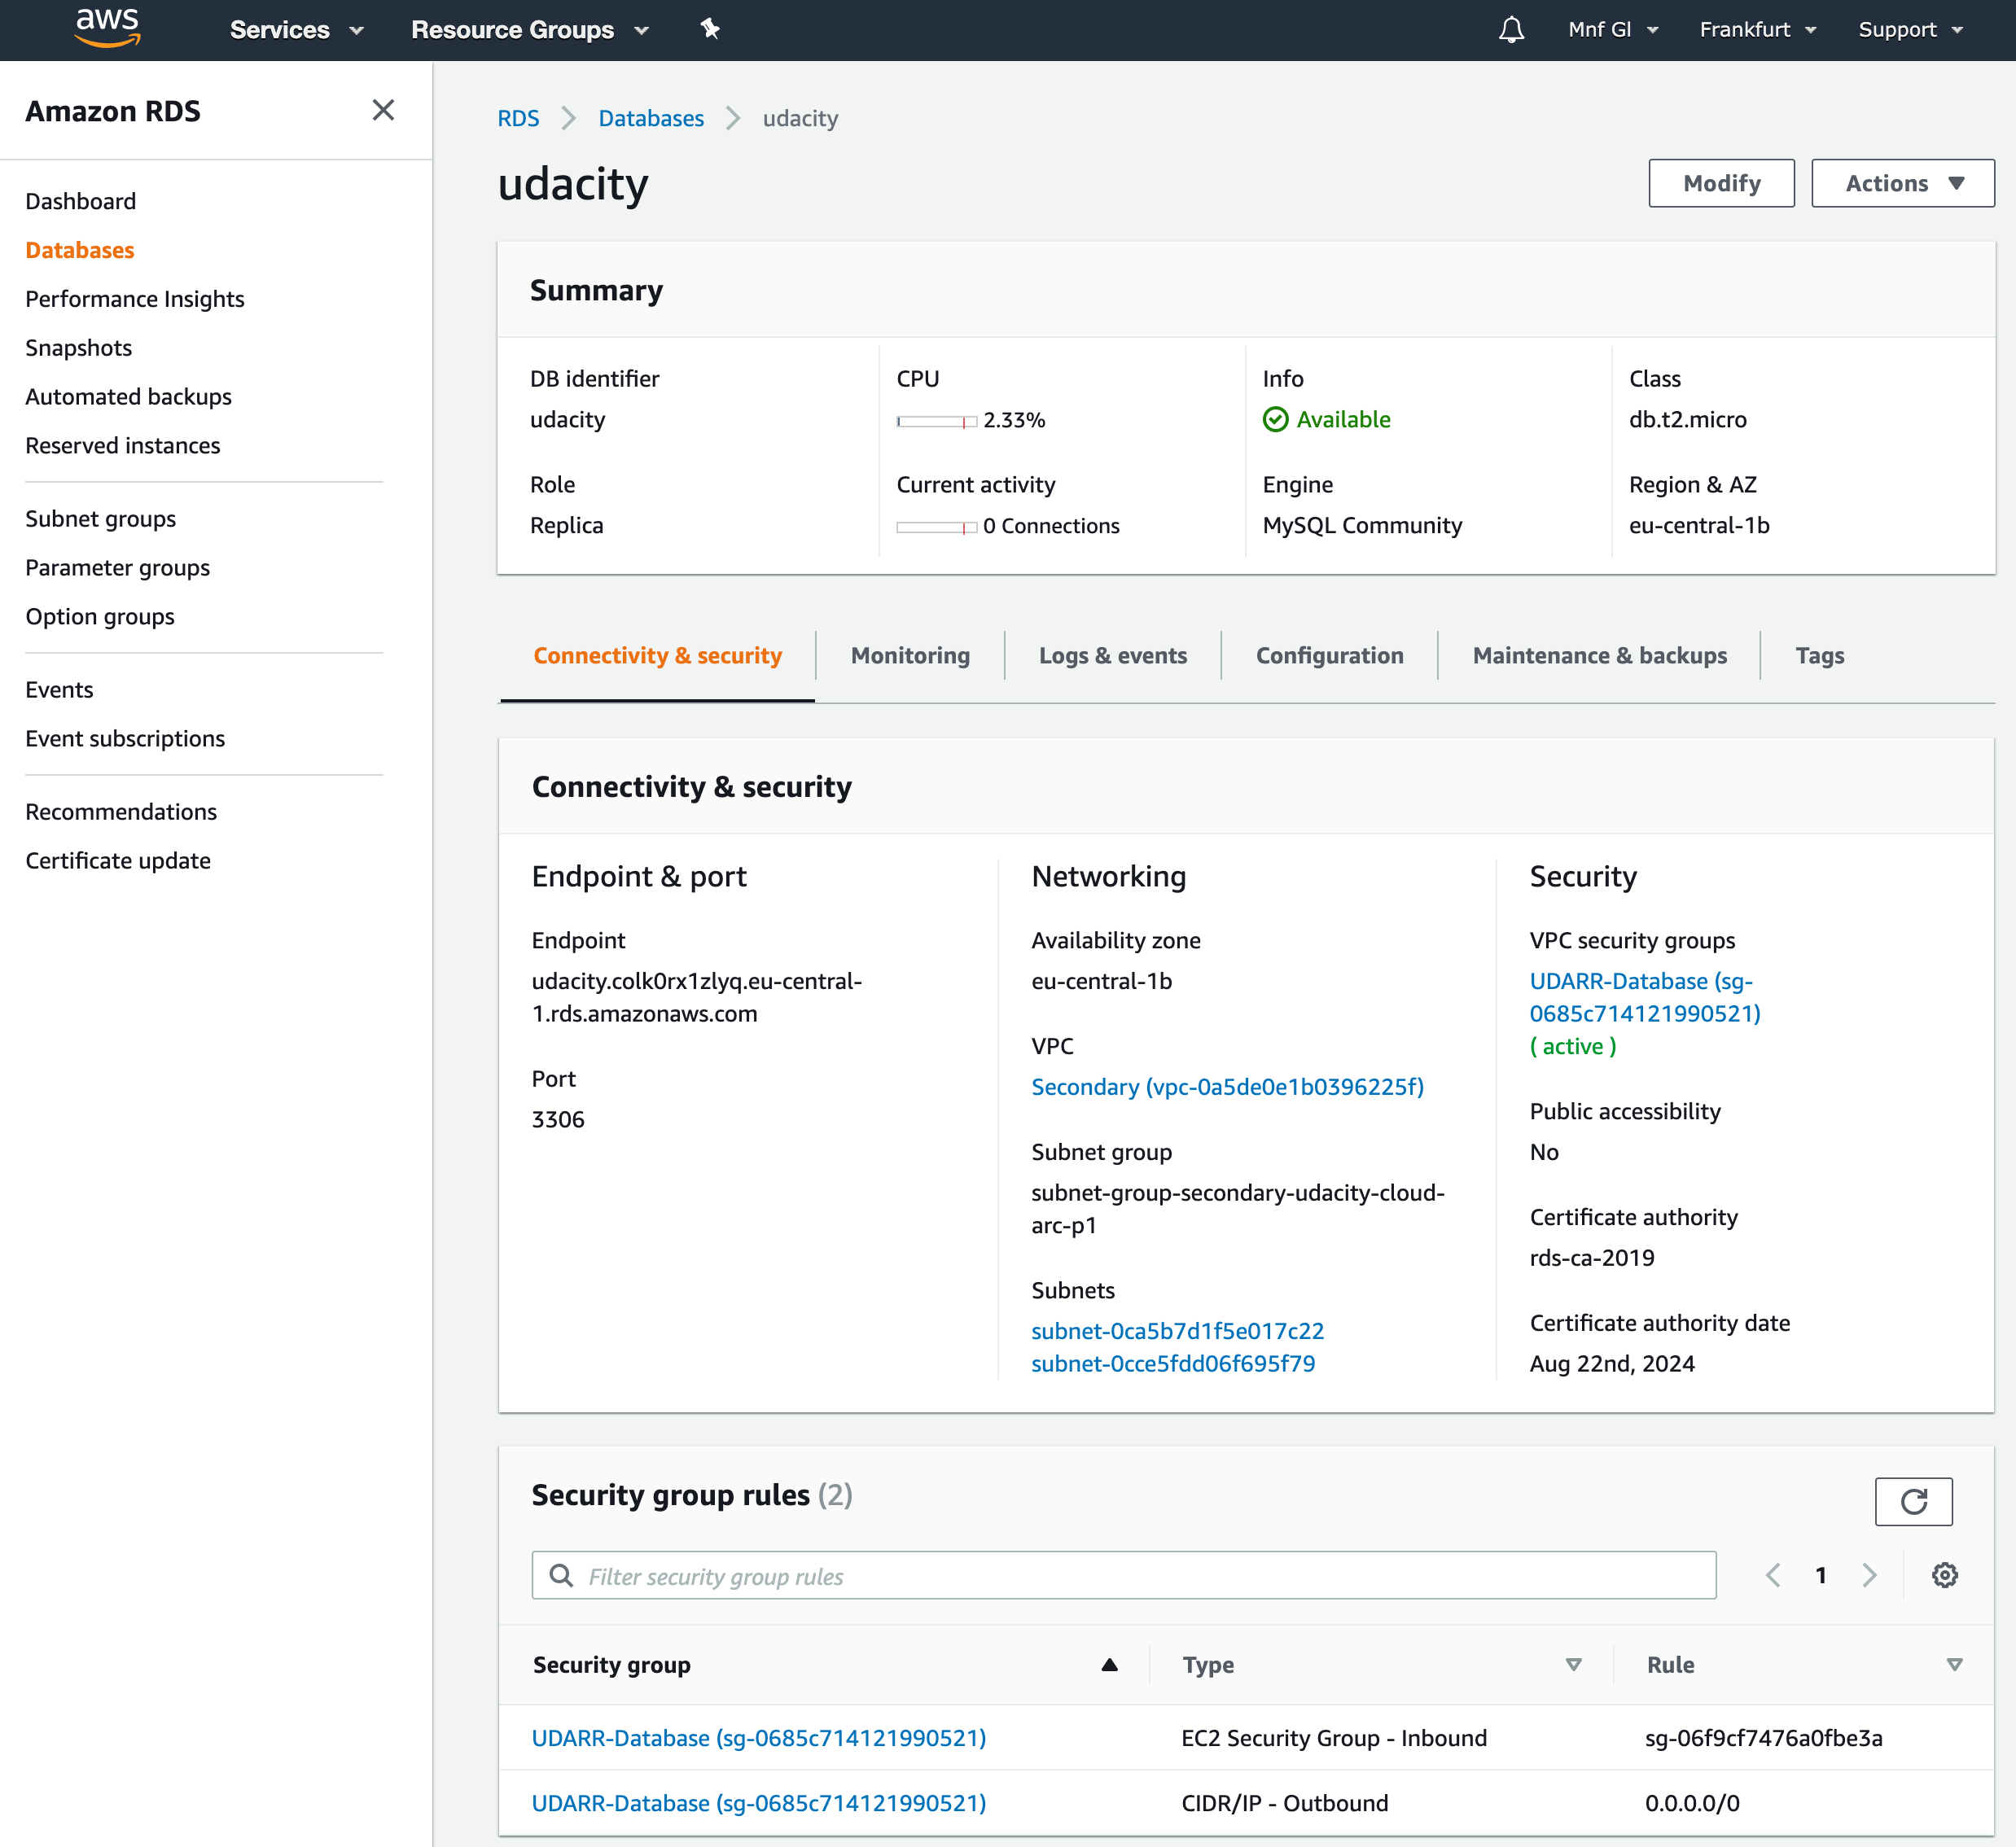 aws
Services
Resource Groups
Mnf Gl
Frankfurt
Support
Amazon RDS
Dashboard
Databases
Performance Insights
Snapshots
Automated backups
Reserved instances
Subnet groups
Parameter groups
Option groups
Events
Event subscriptions
Recommendations
Certificate update
RDS
Databases
udacity
udacity
Modify
Actions
Summary
DB identifier
udacity
CPU
2.33%
Info
Available
Class
db.t2.micro
Role
Replica
Current activity
0 Connections
Engine
MySQL Community
Region & AZ
eu-central-1b
Connectivity & security
Monitoring
Logs & events
Configuration
Maintenance & backups
Tags
Connectivity & security
Endpoint & port
Endpoint
udacity.colk0rx1zlyq.eu-central-
1.rds.amazonaws.com
Port
3306
Networking
Availability zone
eu-central-1b
VPC
Secondary (vpc-0a5de0e1b0396225f)
Subnet group
subnet-group-secondary-udacity-cloud-
arc-p1
Subnets
subnet-0ca5b7d1f5e017c22
subnet-0cce5fdd06f695f79
Security
VPC security groups
UDARR-Database (sg-
0685c714121990521)
( active )
Public accessibility
No
Certificate authority
rds-ca-2019
Certificate authority date
Aug 22nd, 2024
Security group rules (2)
Filter security group rules
1
Security group
Type
Rule
UDARR-Database (sg-0685c714121990521)
EC2 Security Group - Inbound
sg-06f9cf7476a0fbe3a
UDARR-Database (sg-0685c714121990521)
CIDR/IP - Outbound
0.0.0.0/0